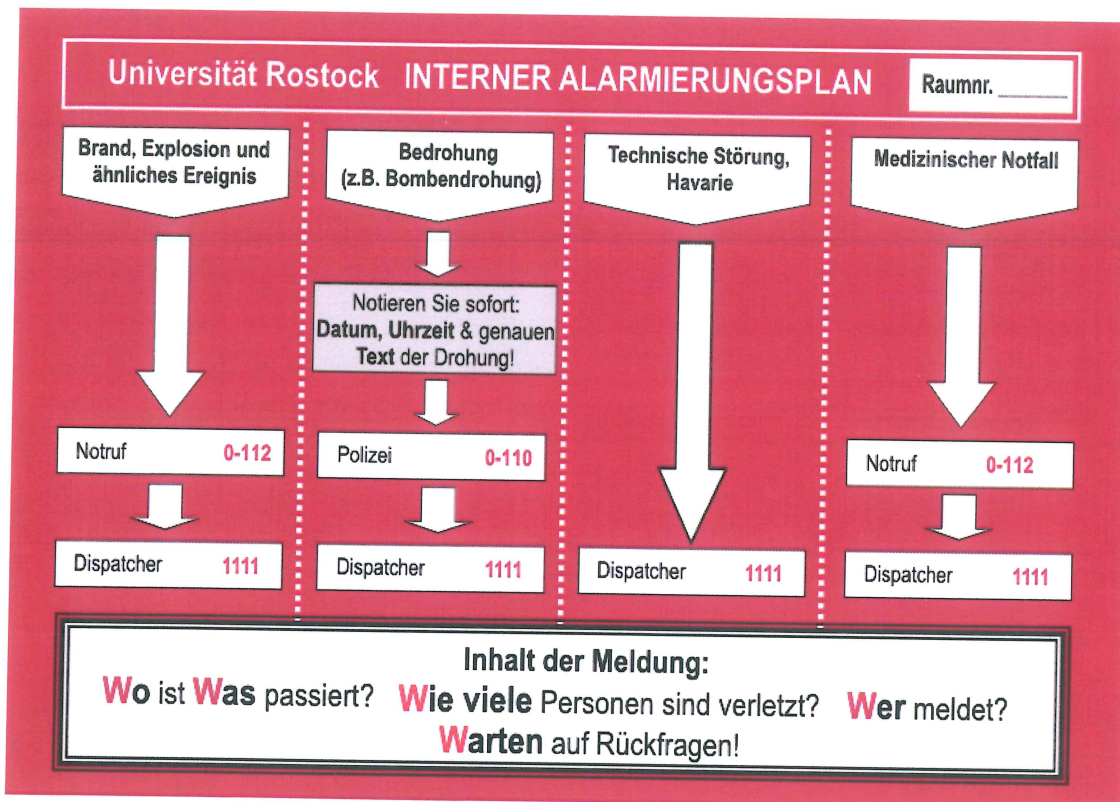 Universität Rostock INTERNER ALARMIERUNGSPLAN
Raumnr. _______
Brand, Explosion und
ähnliches Ereignis
Notruf 0-112
Dispatcher 1111
Bedrohung
(z.B. Bombendrohung)
Notieren Sie sofort:
Datum, Uhrzeit & genauen
Text der Drohung!
Polizei 0-110
Dispatcher 1111
Technische Störung,
Havarie
Dispatcher 1111
Medizinischer Notfall
Notruf 0-112
Dispatcher 1111
Inhalt der Meldung:
Wo ist Was passiert? Wie viele Personen sind verletzt? Wer meldet?
Warten auf Rückfragen!